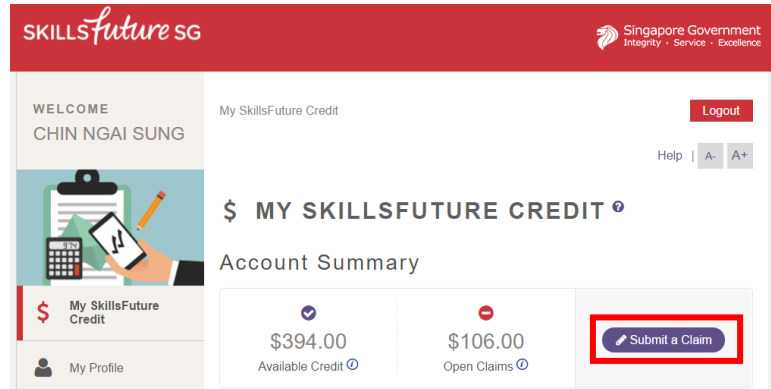 SKILLSfuture SG
Singapore Government
Integrity · Service · Excellence
WELCOME
CHIN NGAI SUNG
My SkillsFuture Credit
Logout
Help | A- A+
974
$ MY SKILLSFUTURE CREDIT ?
Account Summary
$ My SkillsFuture
Credit
My Profile
$394.00
Available Credit i
$106.00
Open Claims i
Submit a Claim